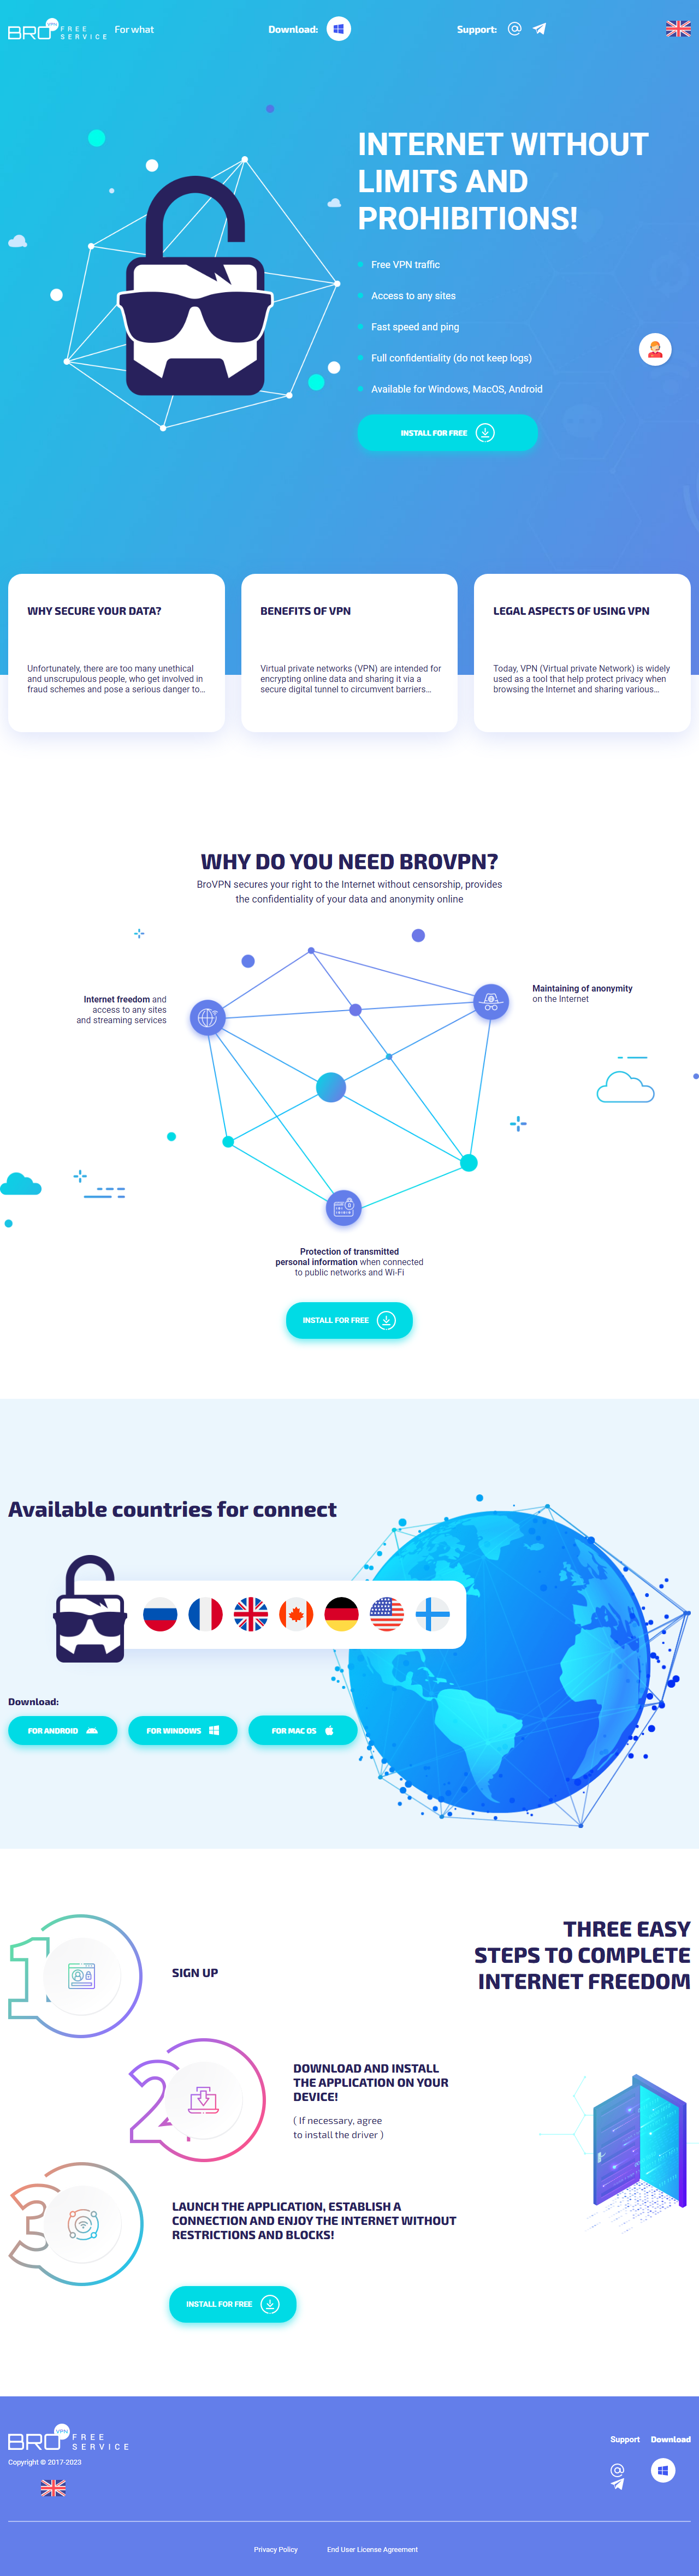 BRO VPN FREE SERVICE
For what
Download:
Support:
INTERNET WITHOUT
LIMITS AND
PROHIBITIONS!
Free VPN traffic
Access to any sites
Fast speed and ping
Full confidentiality (do not keep logs)
Available for Windows, MacOS, Android
INSTALL FOR FREE
WHY SECURE YOUR DATA?
Unfortunately, there are too many unethical
and unscrupulous people, who get involved in
fraud schemes and pose a serious danger to...
BENEFITS OF VPN
Virtual private networks (VPN) are intended for
encrypting online data and sharing it via a
secure digital tunnel to circumvent barriers...
LEGAL ASPECTS OF USING VPN
Today, VPN (Virtual private Network) is widely
used as a tool that help protect privacy when
browsing the Internet and sharing various...
WHY DO YOU NEED BROVPN?
BroVPN secures your right to the Internet without censorship, provides
the confidentiality of your data and anonymity online
Internet freedom and
access to any sites
and streaming services
Maintaining of anonymity
on the Internet
Protection of transmitted
personal information when connected
to public networks and Wi-Fi
INSTALL FOR FREE
Available countries for connect
Download:
FOR ANDROID
FOR WINDOWS
FOR MAC OS
THREE EASY
STEPS TO COMPLETE
INTERNET FREEDOM
1
SIGN UP
2
DOWNLOAD AND INSTALL
THE APPLICATION ON YOUR
DEVICE!
( If necessary, agree
to install the driver )
3
LAUNCH THE APPLICATION, ESTABLISH A
CONNECTION AND ENJOY THE INTERNET WITHOUT
RESTRICTIONS AND BLOCKS!
INSTALL FOR FREE
BRO VPN FREE SERVICE
Copyright © 2017-2023
Support
Download
Privacy Policy
End User License Agreement